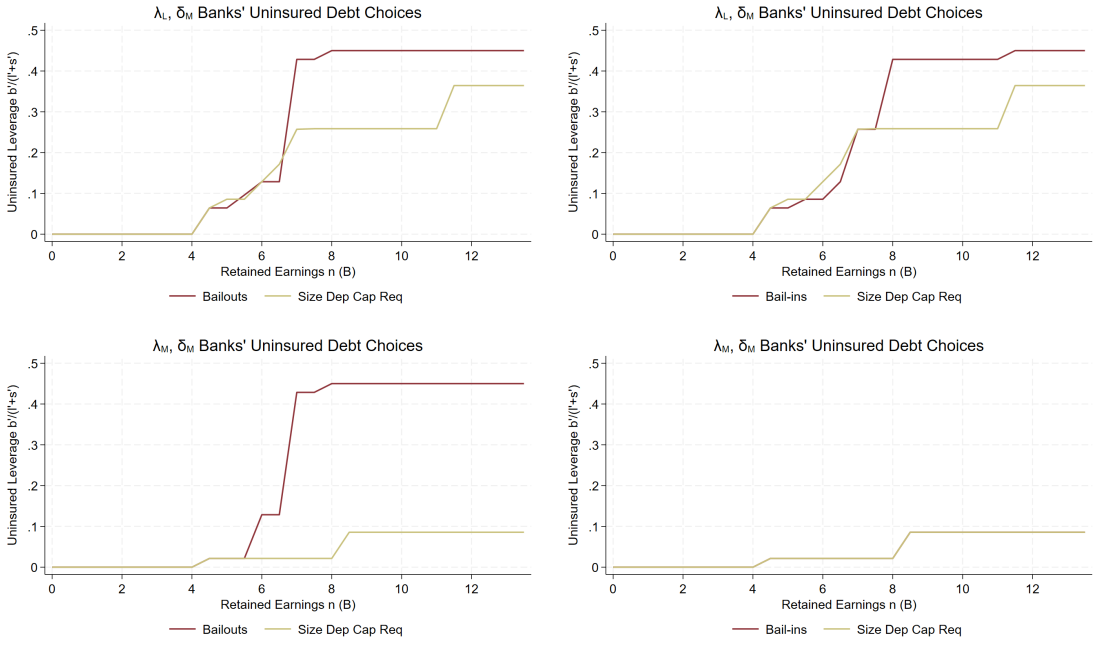 λL, δM Banks' Uninsured Debt Choices
Uninsured Leverage b'/(l'+s')
.5
.4
.3
.2
.1
0
0 2 4 6 8 10 12
Retained Earnings n (B)
Bailouts Size Dep Cap Req
λL, δM Banks' Uninsured Debt Choices
Uninsured Leverage b'/(l'+s')
.5
.4
.3
.2
.1
0
0 2 4 6 8 10 12
Retained Earnings n (B)
Bail-ins Size Dep Cap Req
λM, δM Banks' Uninsured Debt Choices
Uninsured Leverage b'/(l'+s')
.5
.4
.3
.2
.1
0
0 2 4 6 8 10 12
Retained Earnings n (B)
Bailouts Size Dep Cap Req
λM, δM Banks' Uninsured Debt Choices
Uninsured Leverage b'/(l'+s')
.5
.4
.3
.2
.1
0
0 2 4 6 8 10 12
Retained Earnings n (B)
Bail-ins Size Dep Cap Req